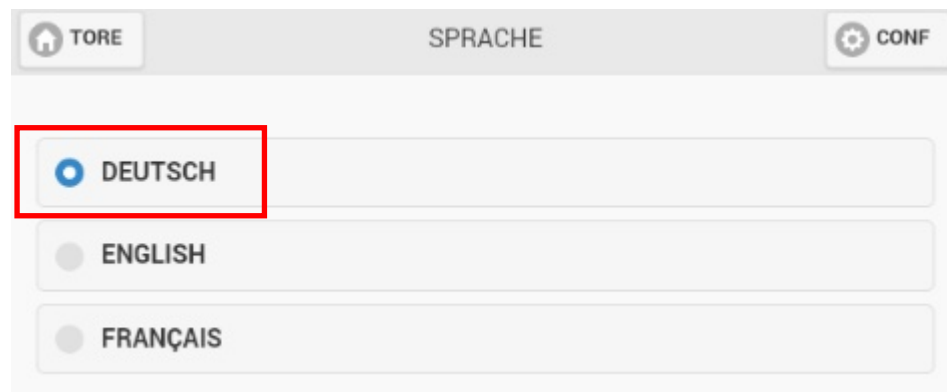 TORE SPRACHE CONF
DEUTSCH
ENGLISH
FRANÇAIS